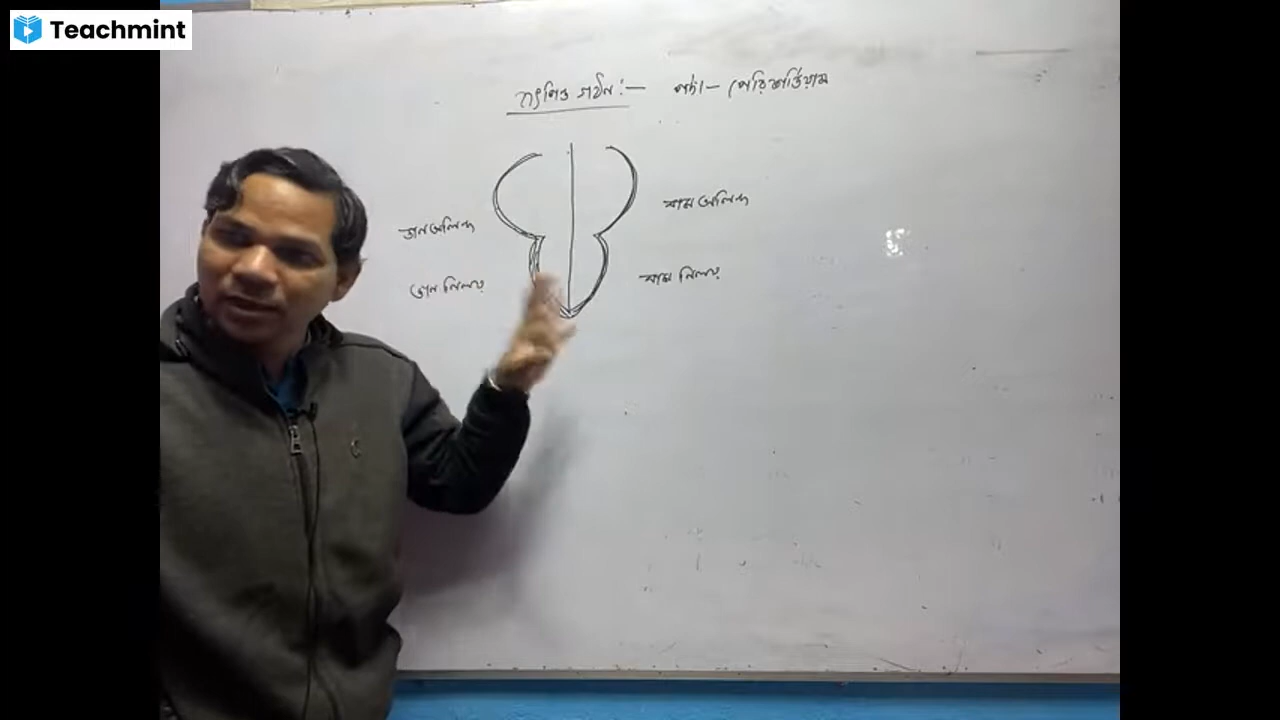 Teachmint
হৃৎপিণ্ড গঠন:- পর্দা- পেরিকার্ডিয়াম
ডান অলিন্দ
বাম অলিন্দ
ডান নিলয়
বাম নিলয়